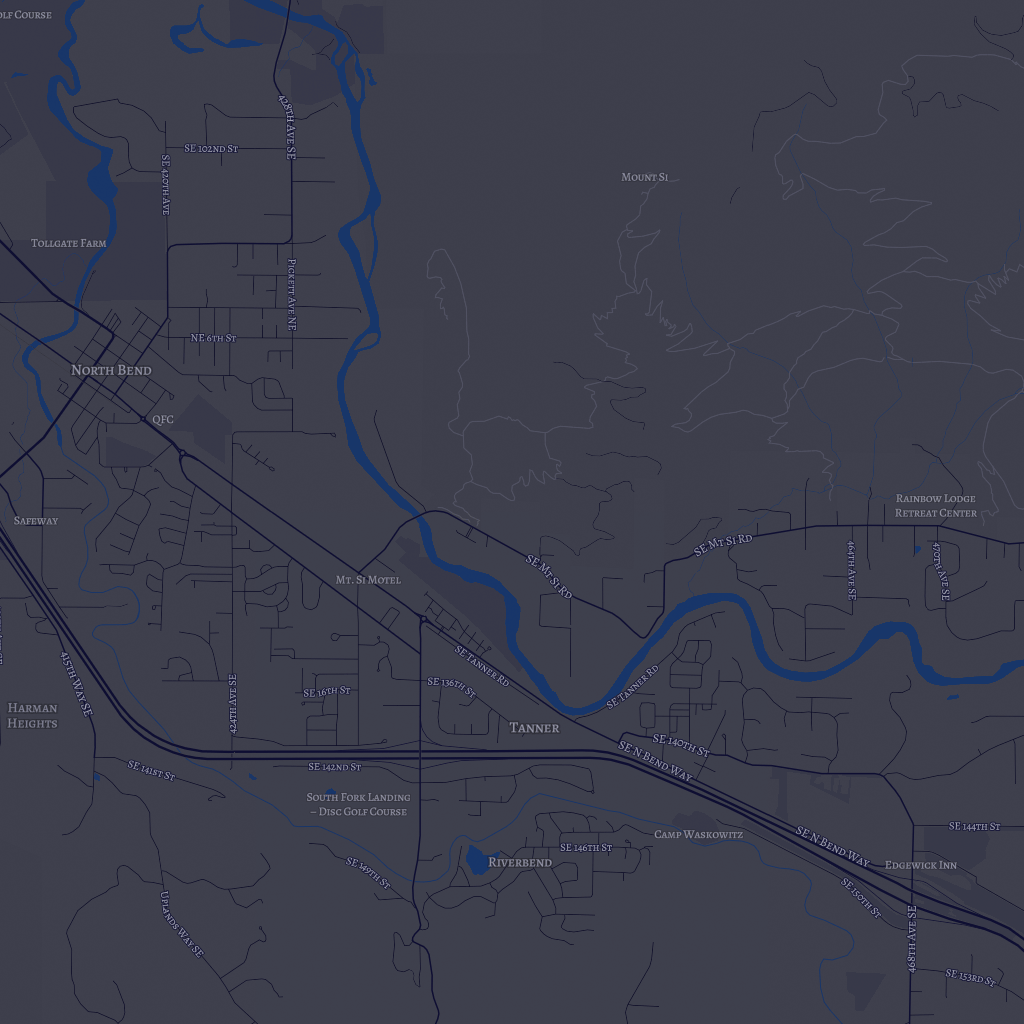 OLF COURSE
428TH AVE SE
SE 102ND ST
SE 420TH AVE
MOUNT SI
TOLLGATE FARM
PICKETT AVE NE
NE 6TH ST
NORTH BEND
QFC
RAINBOW LODGE
RETREAT CENTER
SAFEWAY
SE MT SI RD
SE MT SI RD
464TH AVE SE
470TH AVE SE
MT. SI MOTEL
415TH WAY SE
SE TANNER RD
SE TANNER RD
SE 136TH ST
SE 16TH ST
424TH AVE SE
HARMAN
HEIGHTS
TANNER
SE 140TH ST
SE N BEND WAY
SE 141ST ST
SE 142ND ST
SOUTH FORK LANDING
– DISC GOLF COURSE
CAMP WASKOWITZ
SE N BEND WAY
SE 144TH ST
SE 146TH ST
RIVERBEND
EDGEWICK INN
SE 149TH ST
SE 150TH ST
UPLANDS WAY SE
468TH AVE SE
SE 153RD ST